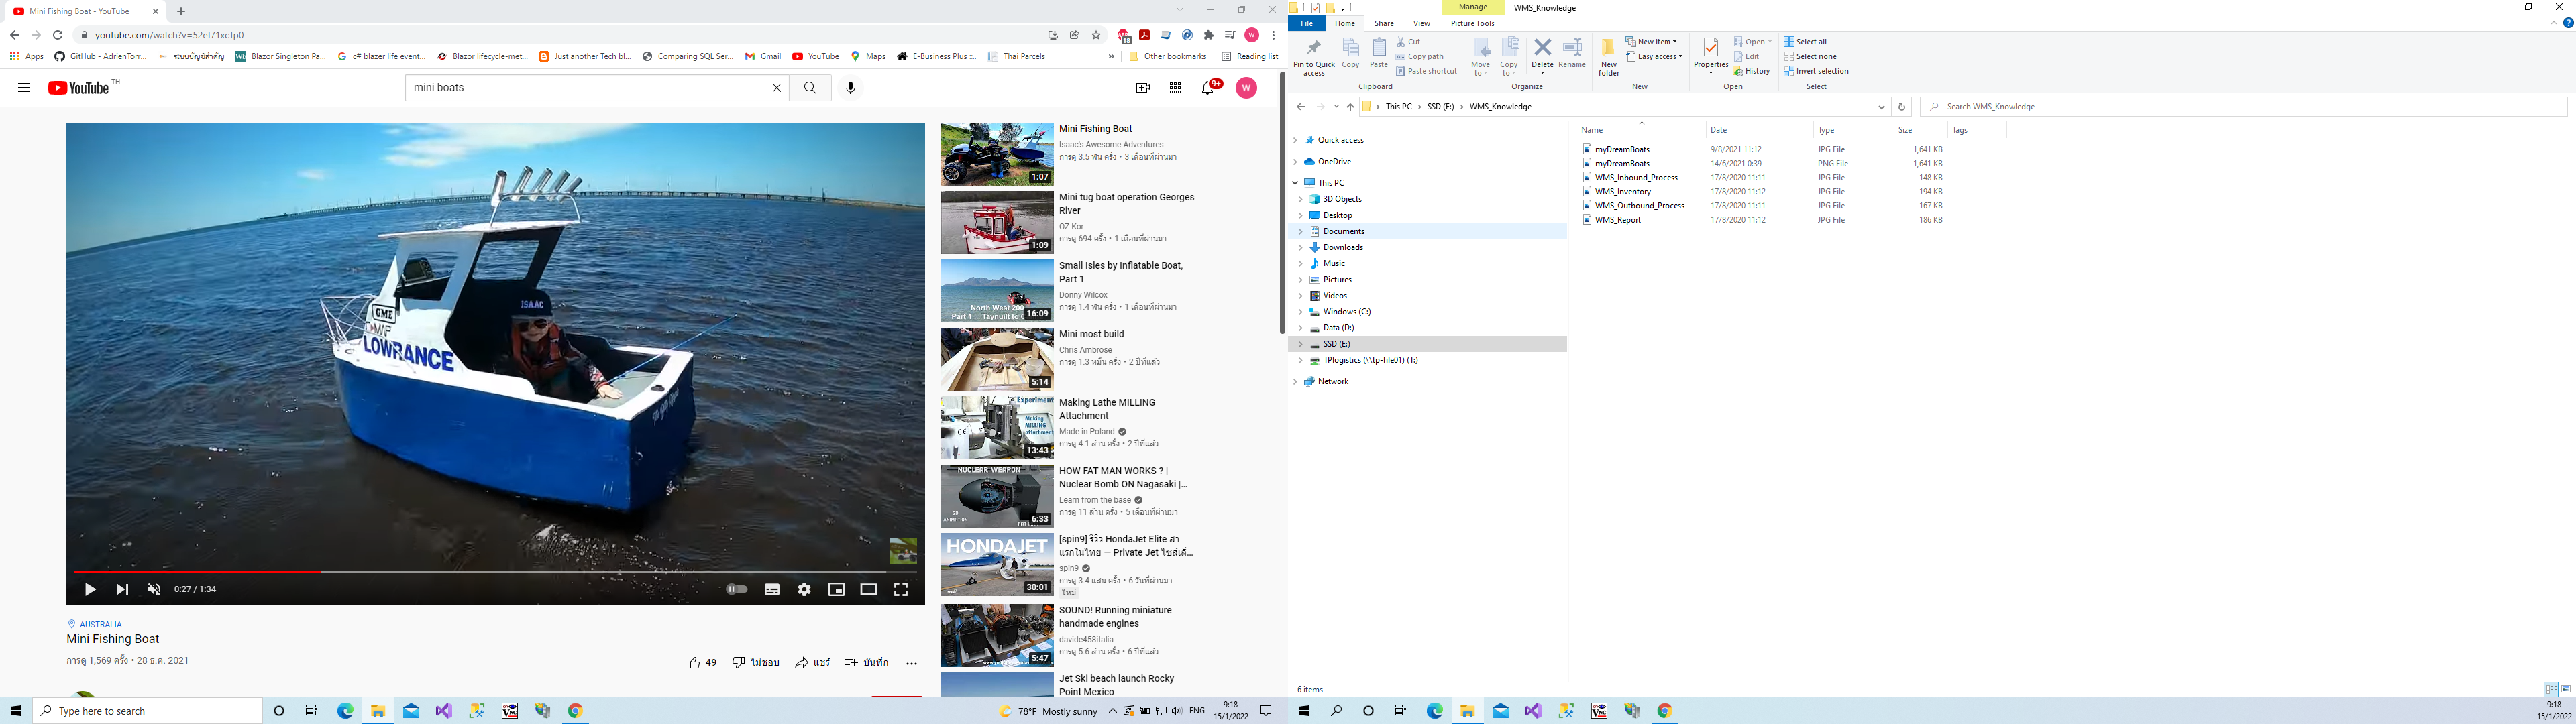 Mini Fishing Boat - YouTube
youtube.com/watch?v=52eI71xcTp0
18
W
Apps
GitHub - AdrienTorr...
ระบบบัญชีสำคัญ
Blazor Singleton Pa...
c# blazer life event...
Blazor lifecycle-met...
Just another Tech bl...
Comparing SQL Ser...
Gmail
YouTube
Maps
E-Business Plus ::..
Thai Parcels
»
Other bookmarks
Reading list
YouTube TH
mini boats
9+
W
ISAAC
GME
LOWRANCE
0:27 / 1:34
AUSTRALIA
Mini Fishing Boat
การดู 1,569 ครั้ง • 28 ธ.ค. 2021
49
ไม่ชอบ
แชร์
บันทึก
1:07
Mini Fishing Boat
Isaac's Awesome Adventures
การดู 3.5 พัน ครั้ง • 3 เดือนที่ผ่านมา
1:09
Mini tug boat operation Georges
River
OZ Kor
การดู 694 ครั้ง • 1 เดือนที่ผ่านมา
North West 200
Part 1 ... Taynuilt to
16:09
Small Isles by Inflatable Boat,
Part 1
Donny Wilcox
การดู 1.4 พัน ครั้ง • 1 เดือนที่ผ่านมา
5:14
Mini most build
Chris Ambrose
การดู 1.3 หมื่น ครั้ง • 2 ปีที่แล้ว
Experiment
Making
MILLING
attachment
13:43
Making Lathe MILLING
Attachment
Made in Poland
การดู 4.1 ล้าน ครั้ง • 2 ปีที่แล้ว
NUCLEAR WEAPON
3D
ANIMATION
6:33
HOW FAT MAN WORKS ? |
Nuclear Bomb ON Nagasaki |...
Learn from the base
การดู 11 ล้าน ครั้ง • 5 เดือนที่ผ่านมา
HONDAJET
30:01
[spin9] รีวิว HondaJet Elite ลำ
แรกในไทย — Private Jet ไซส์เล็...
spin9
การดู 3.4 แสน ครั้ง • 6 วันที่ผ่านมา
ใหม่
5:47
SOUND! Running miniature
handmade engines
davide458italia
การดู 5.6 ล้าน ครั้ง • 6 ปีที่แล้ว
Jet Ski beach launch Rocky
Point Mexico
Type here to search
78°F Mostly sunny
ENG
9:18
15/1/2022
Manage
WMS_Knowledge
File
Home
Share
View
Picture Tools
Pin to Quick
access
Copy
Paste
Cut
Copy path
Paste shortcut
Clipboard
Move
to
Copy
to
Delete
Rename
Organize
New
folder
New item
Easy access
New
Properties
Open
Edit
History
Open
Select all
Select none
Invert selection
Select
This PC
SSD (E:)
WMS_Knowledge
Search WMS_Knowledge
Quick access
OneDrive
This PC
3D Objects
Desktop
Documents
Downloads
Music
Pictures
Videos
Windows (C:)
Data (D:)
SSD (E:)
TPlogistics (\\tp-file01) (T:)
Network
Name Date Type Size Tags
myDreamBoats 9/8/2021 11:12 JPG File 1,641 KB
myDreamBoats 14/6/2021 0:39 PNG File 1,641 KB
WMS_Inbound_Process 17/8/2020 11:11 JPG File 148 KB
WMS_Inventory 17/8/2020 11:12 JPG File 194 KB
WMS_Outbound_Process 17/8/2020 11:11 JPG File 167 KB
WMS_Report 17/8/2020 11:12 JPG File 186 KB
6 items
9:18
15/1/2022